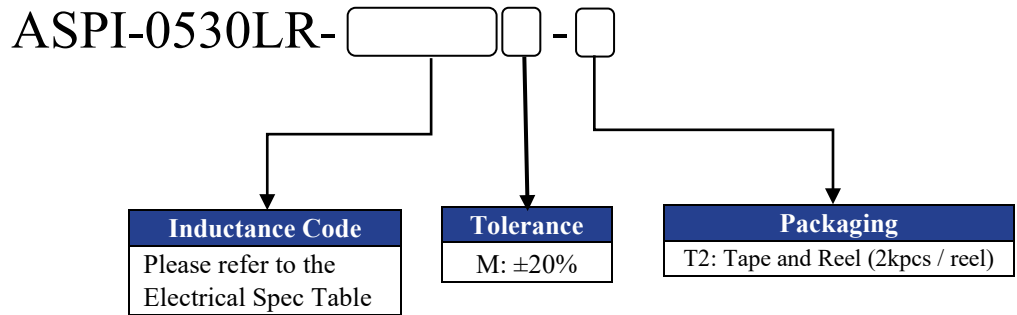 ASPI-0530LR- -
Inductance Code
Please refer to the
Electrical Spec Table
Tolerance
M: ±20%
Packaging
T2: Tape and Reel (2kpcs / reel)